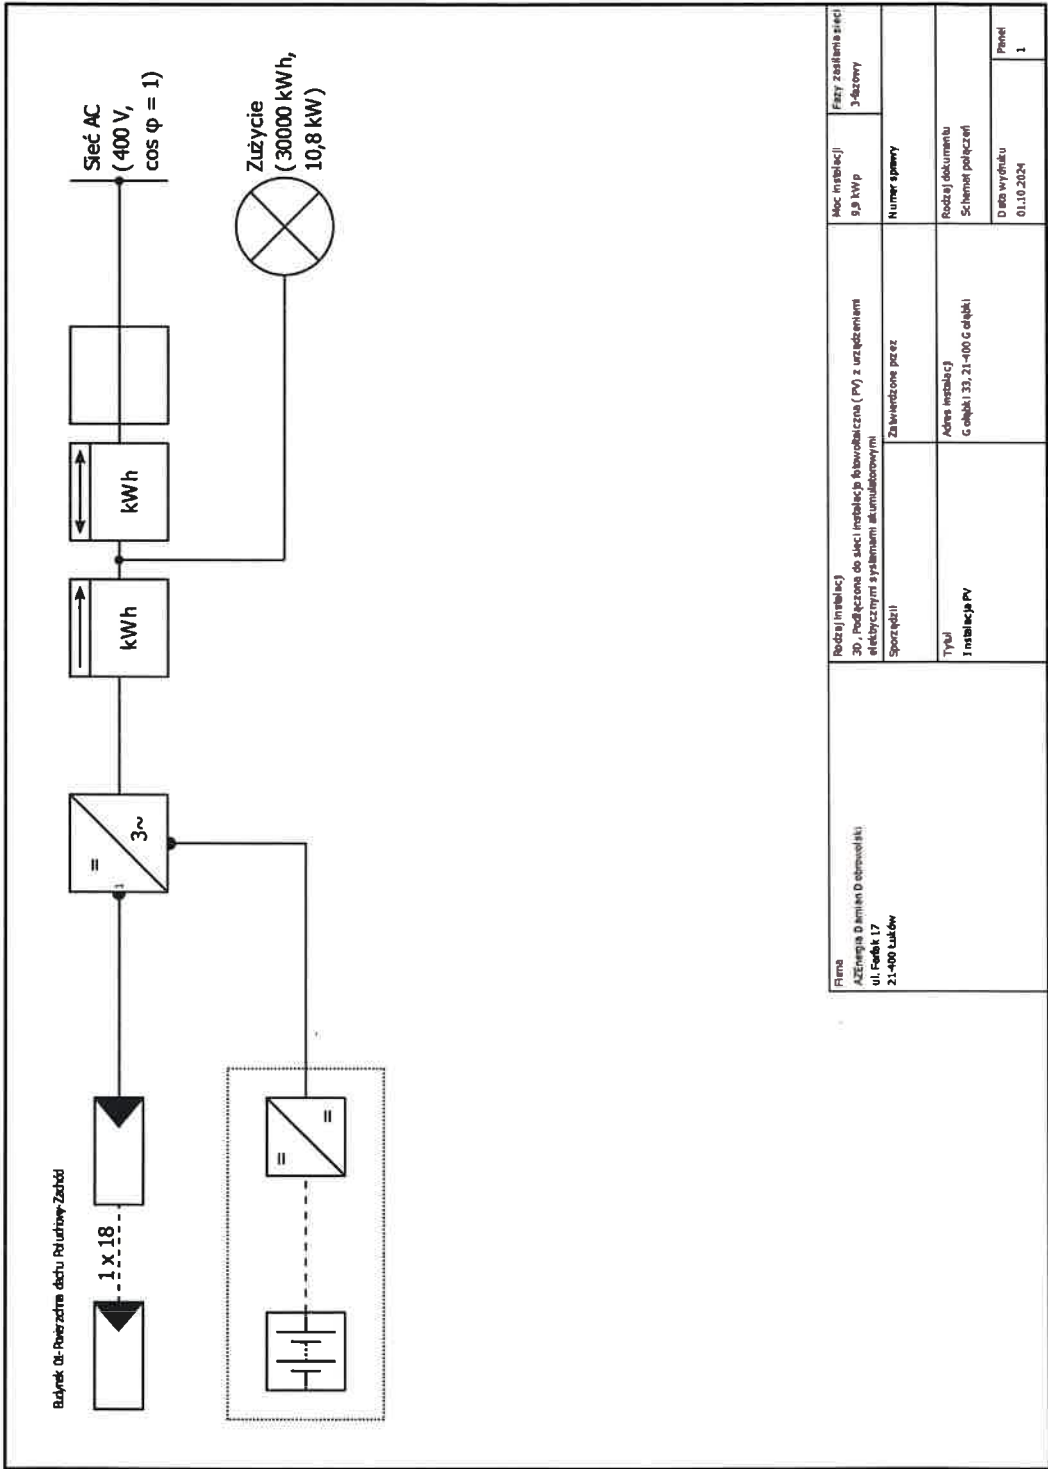 Budynek 01-Powierzchnia dachu Południowy-Zachód
1 x 18
=
3~
1
=
=
kWh
kWh
Sieć AC
(400 V,
cos φ = 1)
Zużycie
(30000 kWh,
10,8 kW)
Firma
AZEnergia Damian Dobrowolski
ul. Farfak 17
21-400 Łuków
Rodzaj instalacji
3D, Podłączona do sieci instalacja fotowoltaiczna (PV) z urządzeniami
elektrycznymi systemami akumulatorowymi
Moc instalacji
9,9 kWp
Fazy zasilania sieci
3-fazowy
Sporządził
Zatwierdzone przez
Numer sprawy
Tytuł
Instalacja PV
Adres instalacji
Gołąbki 33, 21-400 Gołąbki
Rodzaj dokumentu
Schemat połączeń
Data wydruku
01.10.2024
Panel
1